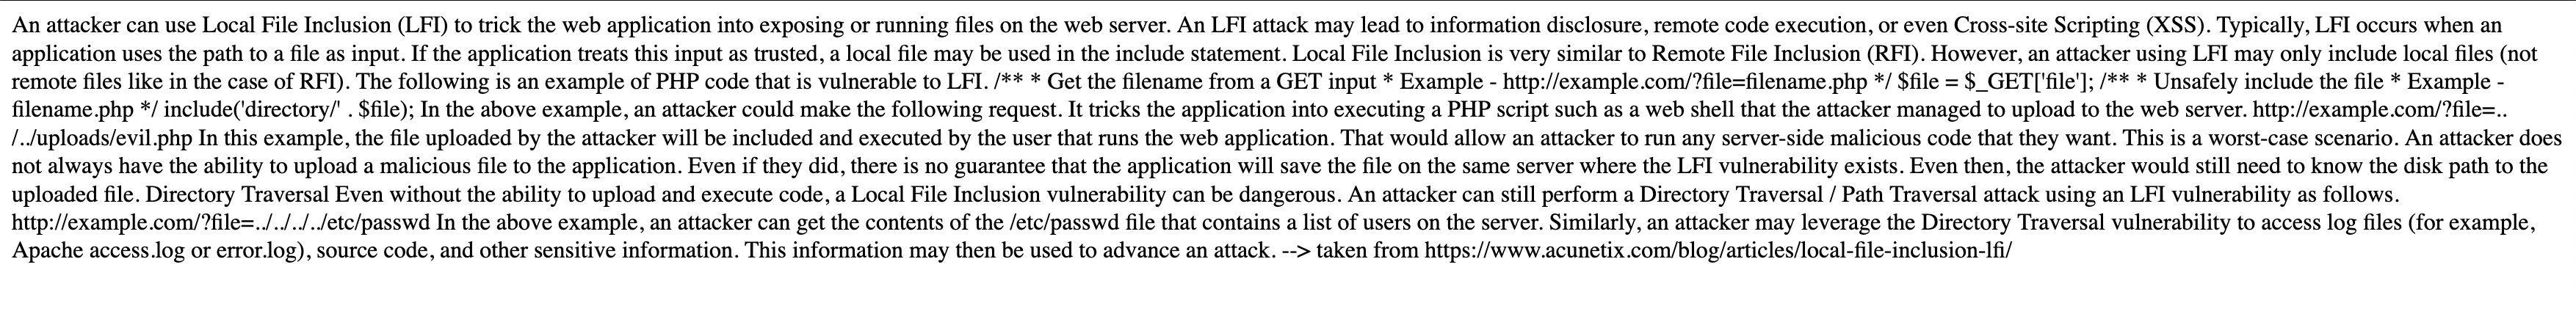 An attacker can use Local File Inclusion (LFI) to trick the web application into exposing or running files on the web server. An LFI attack may lead to information disclosure, remote code execution, or even Cross-site Scripting (XSS). Typically, LFI occurs when an
application uses the path to a file as input. If the application treats this input as trusted, a local file may be used in the include statement. Local File Inclusion is very similar to Remote File Inclusion (RFI). However, an attacker using LFI may only include local files (not
remote files like in the case of RFI). The following is an example of PHP code that is vulnerable to LFI. /** * Get the filename from a GET input * Example - http://example.com/?file=filename.php */ $file = $_GET['file']; /** * Unsafely include the file * Example -
filename.php */ include('directory/' . $file); In the above example, an attacker could make the following request. It tricks the application into executing a PHP script such as a web shell that the attacker managed to upload to the web server. http://example.com/?file=..
/../uploads/evil.php In this example, the file uploaded by the attacker will be included and executed by the user that runs the web application. That would allow an attacker to run any server-side malicious code that they want. This is a worst-case scenario. An attacker does
not always have the ability to upload a malicious file to the application. Even if they did, there is no guarantee that the application will save the file on the same server where the LFI vulnerability exists. Even then, the attacker would still need to know the disk path to the
uploaded file. Directory Traversal Even without the ability to upload and execute code, a Local File Inclusion vulnerability can be dangerous. An attacker can still perform a Directory Traversal / Path Traversal attack using an LFI vulnerability as follows.
http://example.com/?file=../../../../etc/passwd In the above example, an attacker can get the contents of the /etc/passwd file that contains a list of users on the server. Similarly, an attacker may leverage the Directory Traversal vulnerability to access log files (for example,
Apache access.log or error.log), source code, and other sensitive information. This information may then be used to advance an attack. --> taken from https://www.acunetix.com/blog/articles/local-file-inclusion-lfi/